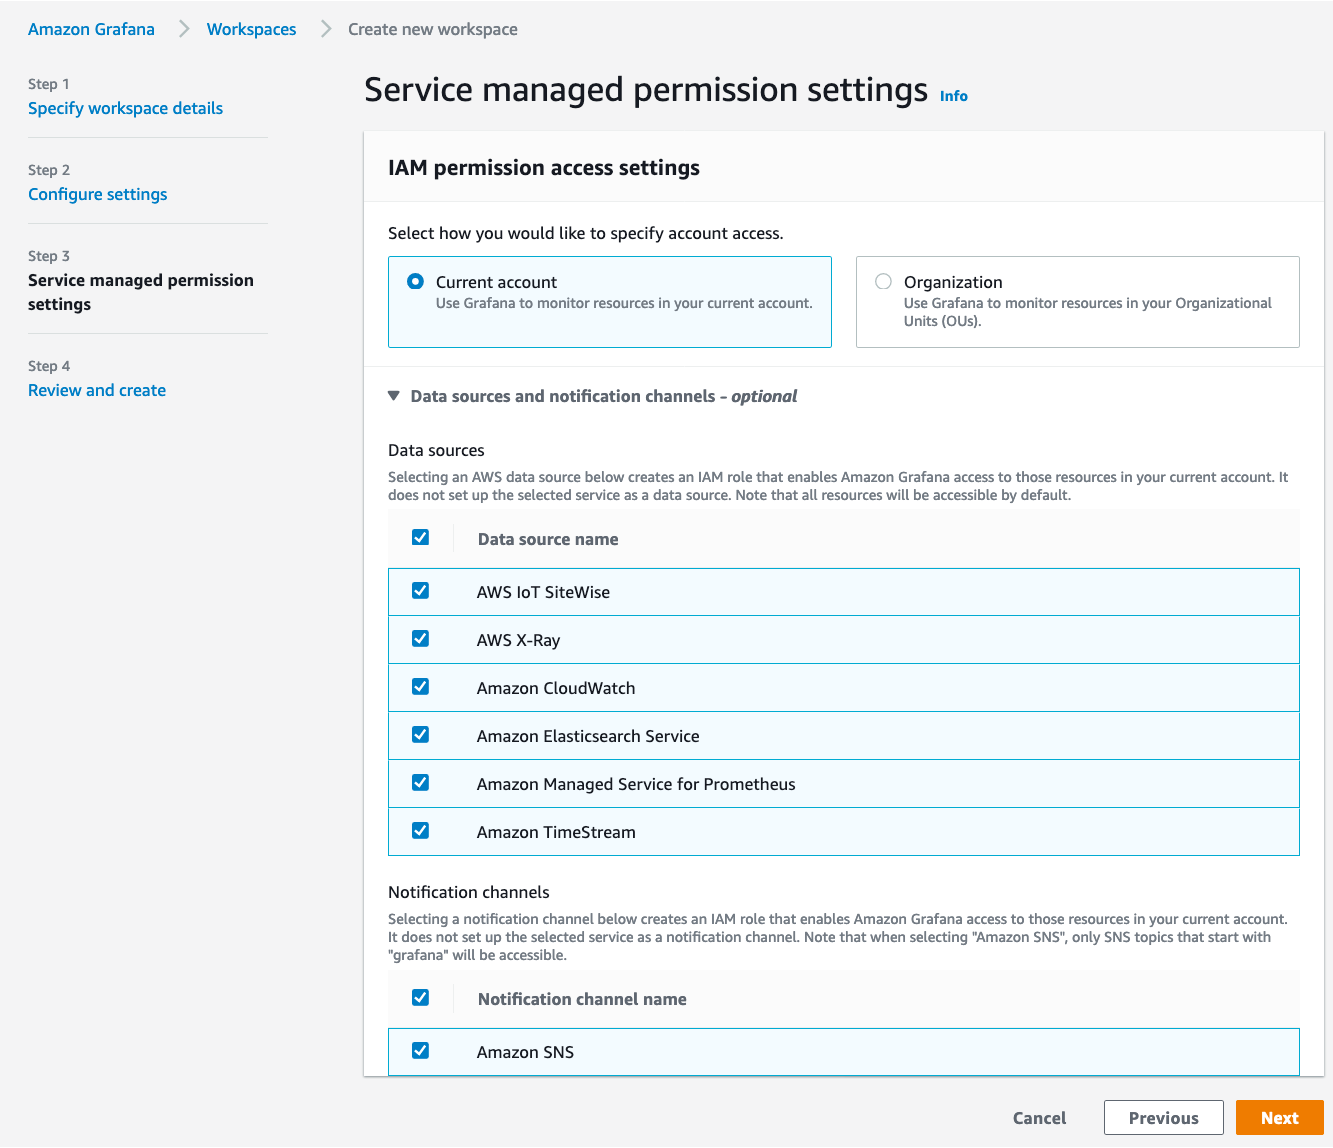 Amazon Grafana
Workspaces
Create new workspace
Step 1
Specify workspace details
Step 2
Configure settings
Step 3
Service managed permission
settings
Step 4
Review and create
Service managed permission settings Info
IAM permission access settings
Select how you would like to specify account access.
Current account
Use Grafana to monitor resources in your current account.
Organization
Use Grafana to monitor resources in your Organizational
Units (OUs).
Data sources and notification channels - optional
Data sources
Selecting an AWS data source below creates an IAM role that enables Amazon Grafana access to those resources in your current account. It
does not set up the selected service as a data source. Note that all resources will be accessible by default.
Data source name
AWS IoT SiteWise
AWS X-Ray
Amazon CloudWatch
Amazon Elasticsearch Service
Amazon Managed Service for Prometheus
Amazon TimeStream
Notification channels
Selecting a notification channel below creates an IAM role that enables Amazon Grafana access to those resources in your current account.
It does not set up the selected service as a notification channel. Note that when selecting "Amazon SNS", only SNS topics that start with
"grafana" will be accessible.
Notification channel name
Amazon SNS
Cancel
Previous
Next